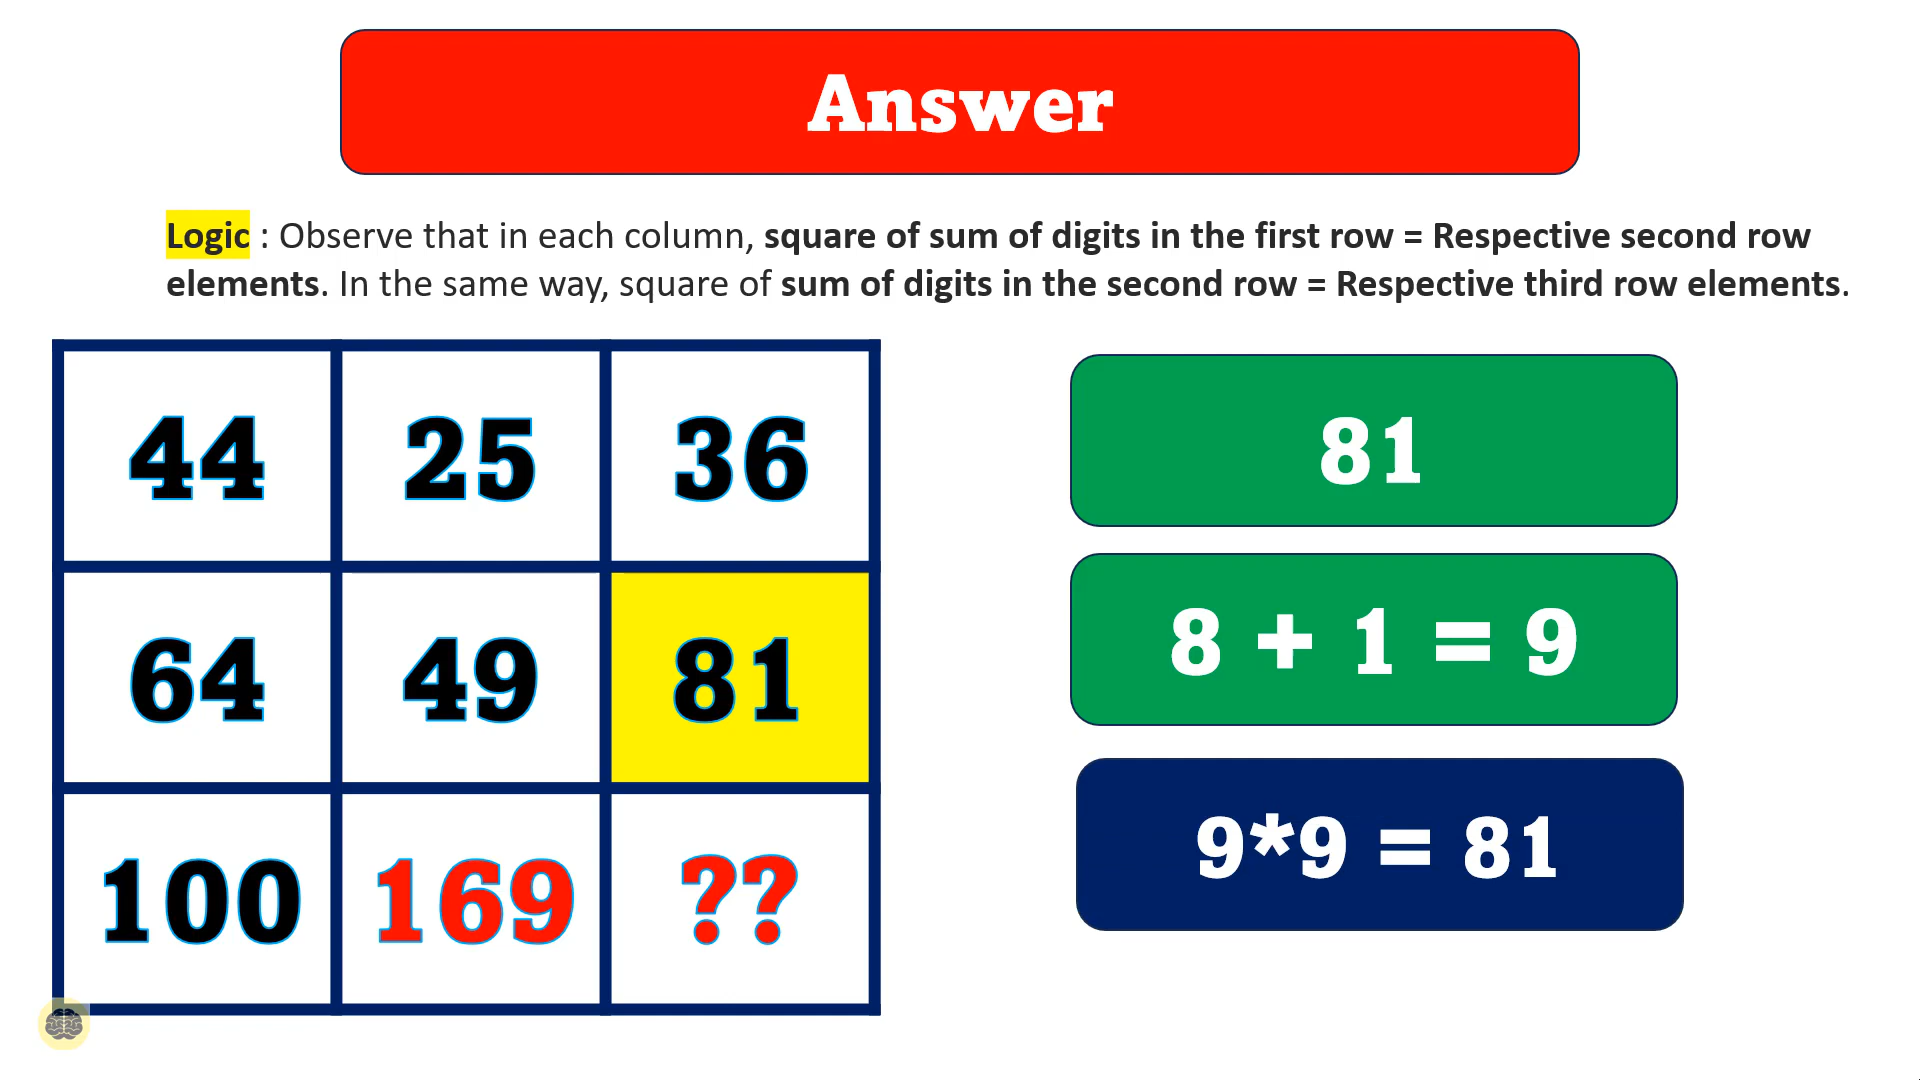 Answer
Logic : Observe that in each column, square of sum of digits in the first row = Respective second row
elements. In the same way, square of sum of digits in the second row = Respective third row elements.
44 25 36
64 49 81
100 169 ??
81
8 + 1 = 9
9*9 = 81